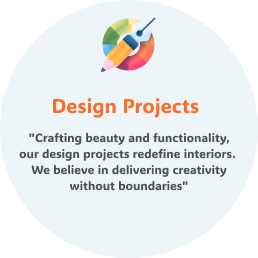 Design Projects
"Crafting beauty and functionality,
our design projects redefine interiors.
We believe in delivering creativity
without boundaries"